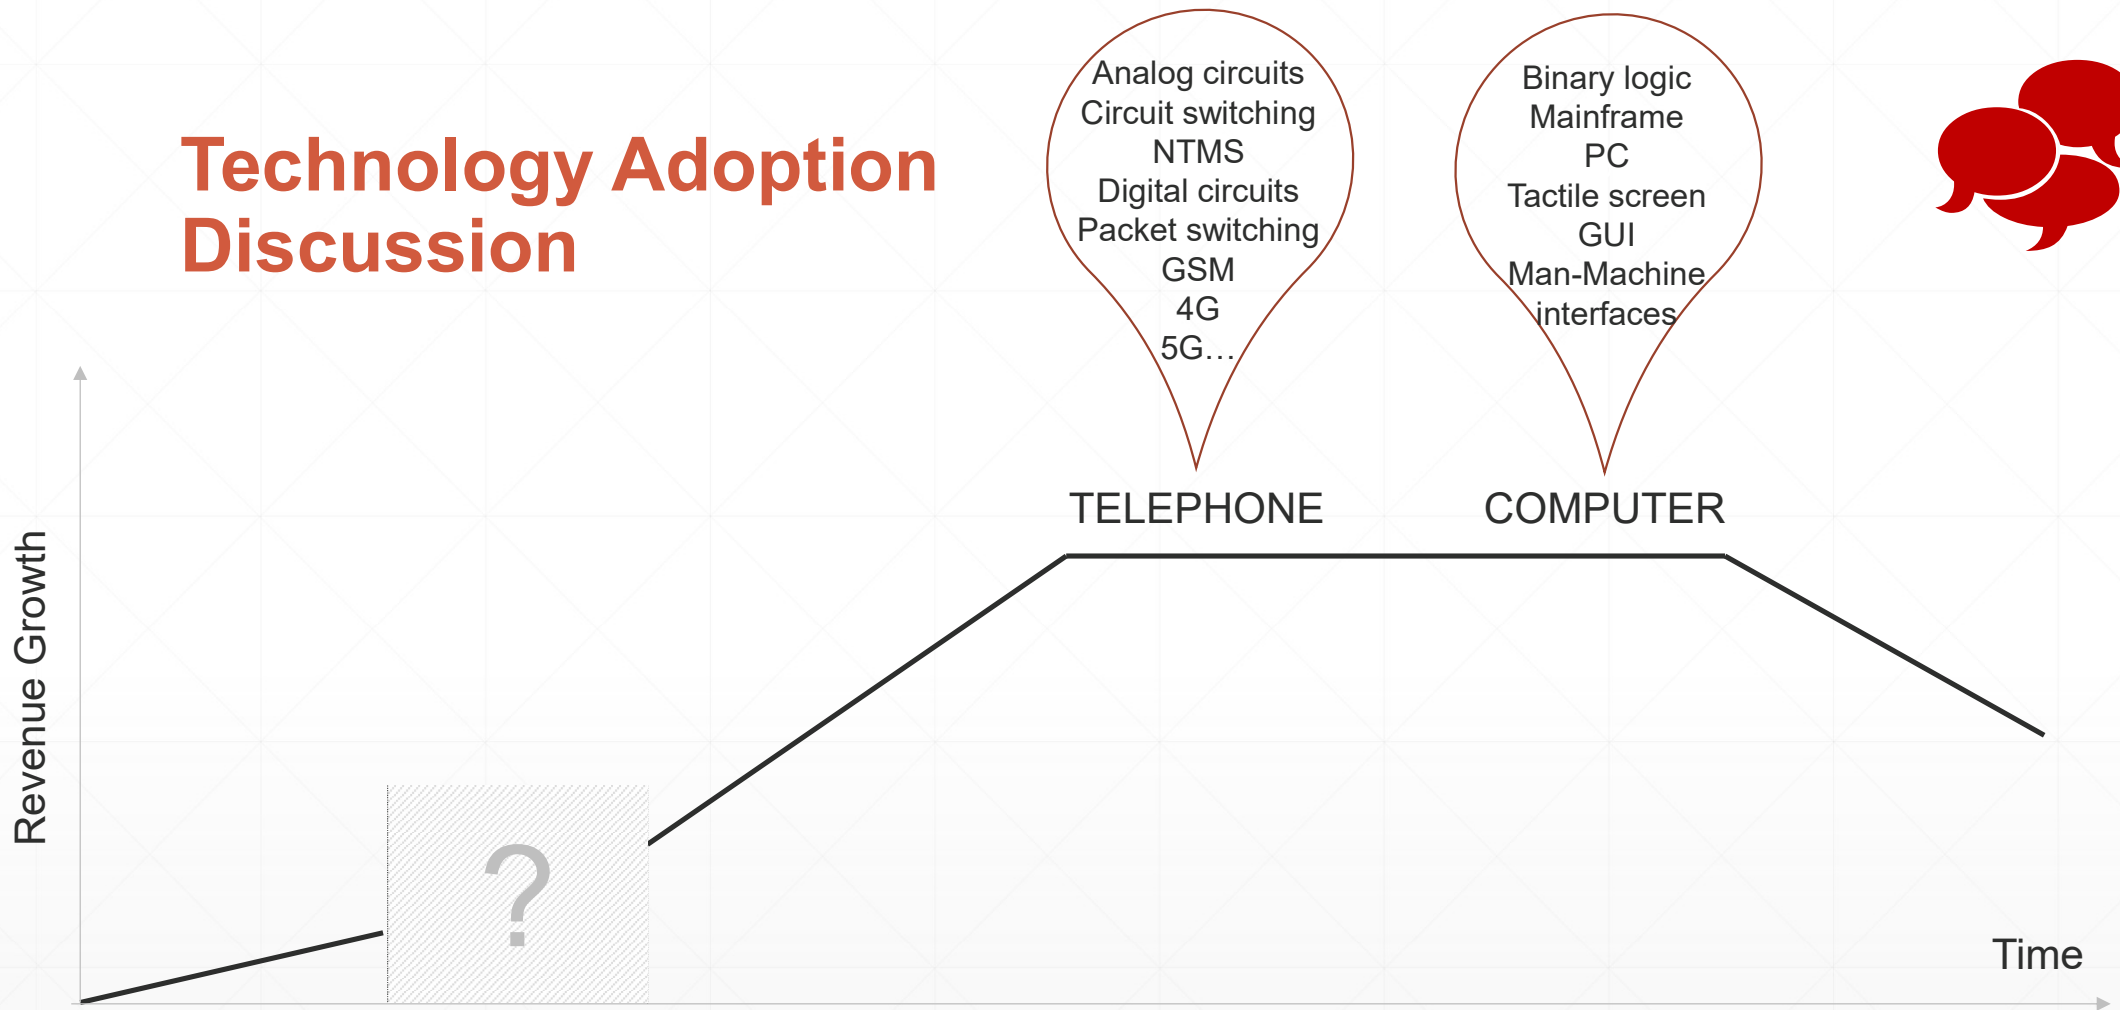 Technology Adoption
Discussion
Analog circuits
Circuit switching
NTMS
Digital circuits
Packet switching
GSM
4G
5G…
Binary logic
Mainframe
PC
Tactile screen
GUI
Man-Machine
interfaces
TELEPHONE
COMPUTER
Revenue Growth
?
Time